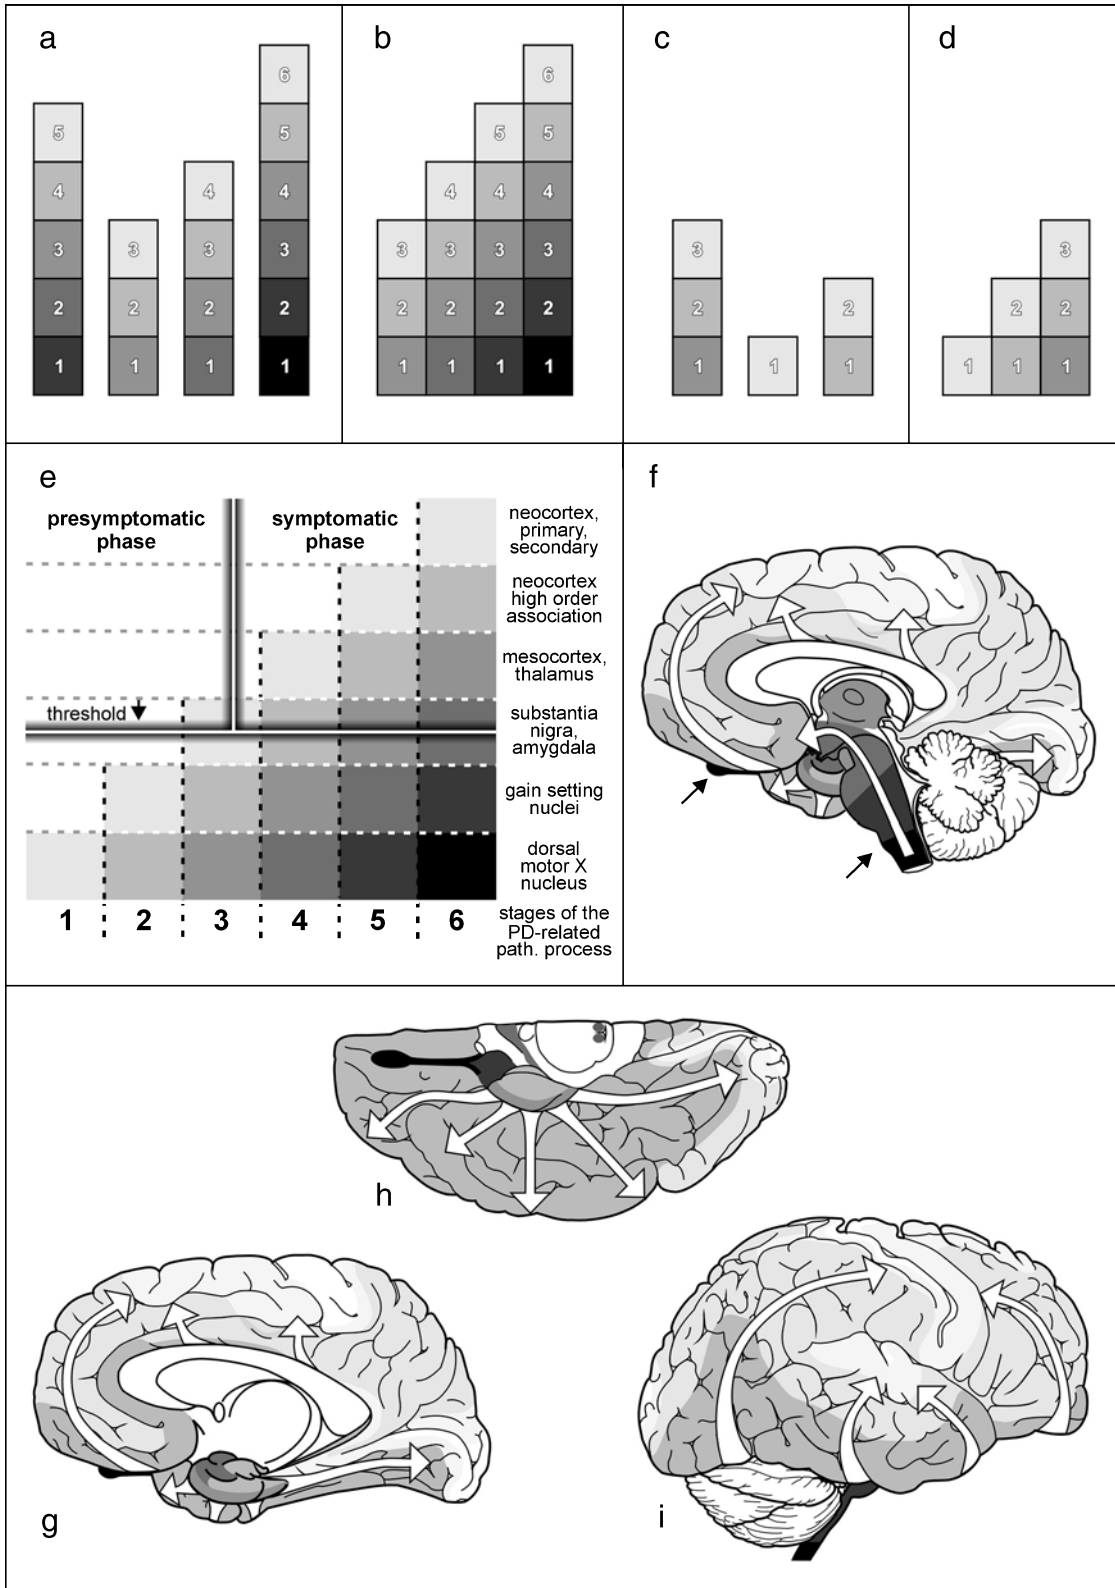 a
5
4
3
2
1
3
2
1
4
3
2
1
6
5
4
3
2
1
b
3
2
1
4
3
2
1
5
4
3
2
1
6
5
4
3
2
1
c
3
2
1
1
2
1
d
1
2
1
3
2
1
e
presymptomatic
phase
symptomatic
phase
threshold
neocortex,
primary,
secondary
neocortex
high order
association
mesocortex,
thalamus
substantia
nigra,
amygdala
gain setting
nuclei
dorsal
motor X
nucleus
1 2 3 4 5 6
stages of the
PD-related
path. process
f
h
g
i